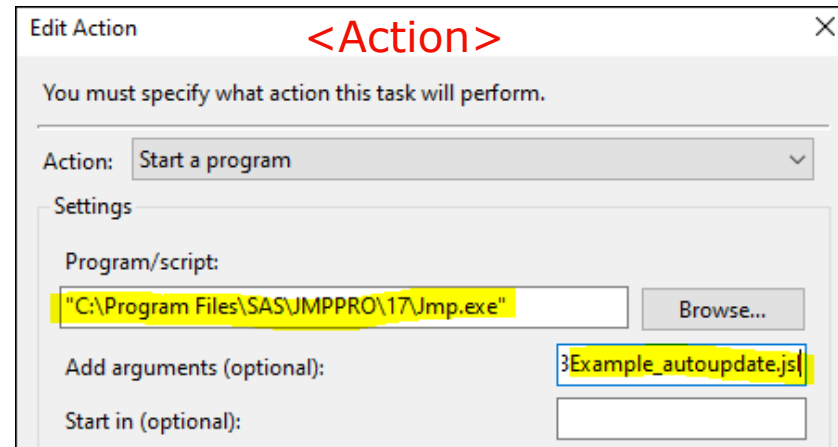 Edit Action
<Action>
You must specify what action this task will perform.
Action: Start a program
Settings
Program/script:
"C:\Program Files\SAS\JMPPRO\17\Jmp.exe"
Browse...
Add arguments (optional): 3Example_autoupdate.jsl
Start in (optional):